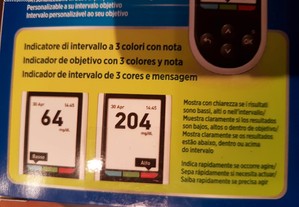 Personalizable a su intervalo objetivo
Intervalo personalizável ao seu objetivo
Indicatore di intervallo a 3 colori con nota
Indicador de objetivo con 3 colores y nota
Indicador de intervalo de 3 cores e mensagem
30 Apr 14:45
64
mg/dL
Basso
30 Apr 14:45
204
mg/dL
Alto
Mostra con chiarezza se i risultati
sono bassi, alti o nell'intervallo/
Muestra claramente si los resultados
son bajos, altos o dentro de objetivo/
Mostra claramente se os resultados
estão abaixo, dentro ou acima
do intervalo
Indica rapidamente se occorre agire/
Sepa rápidamente si necesita actuar/
Saiba rapidamente se precisa agir